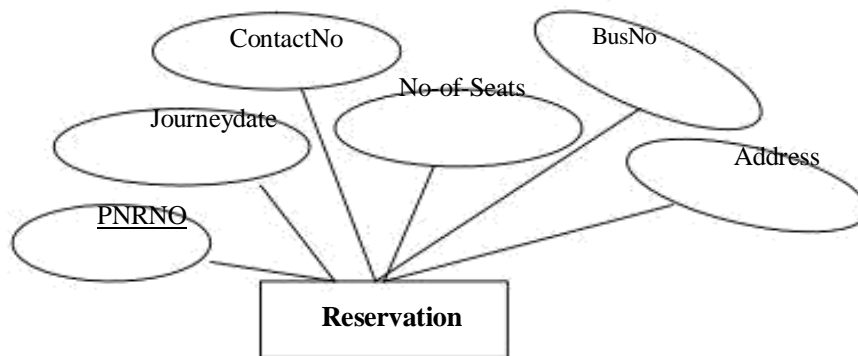 ContactNo
BusNo
No-of-Seats
Journeydate
Address
PNRNO
Reservation